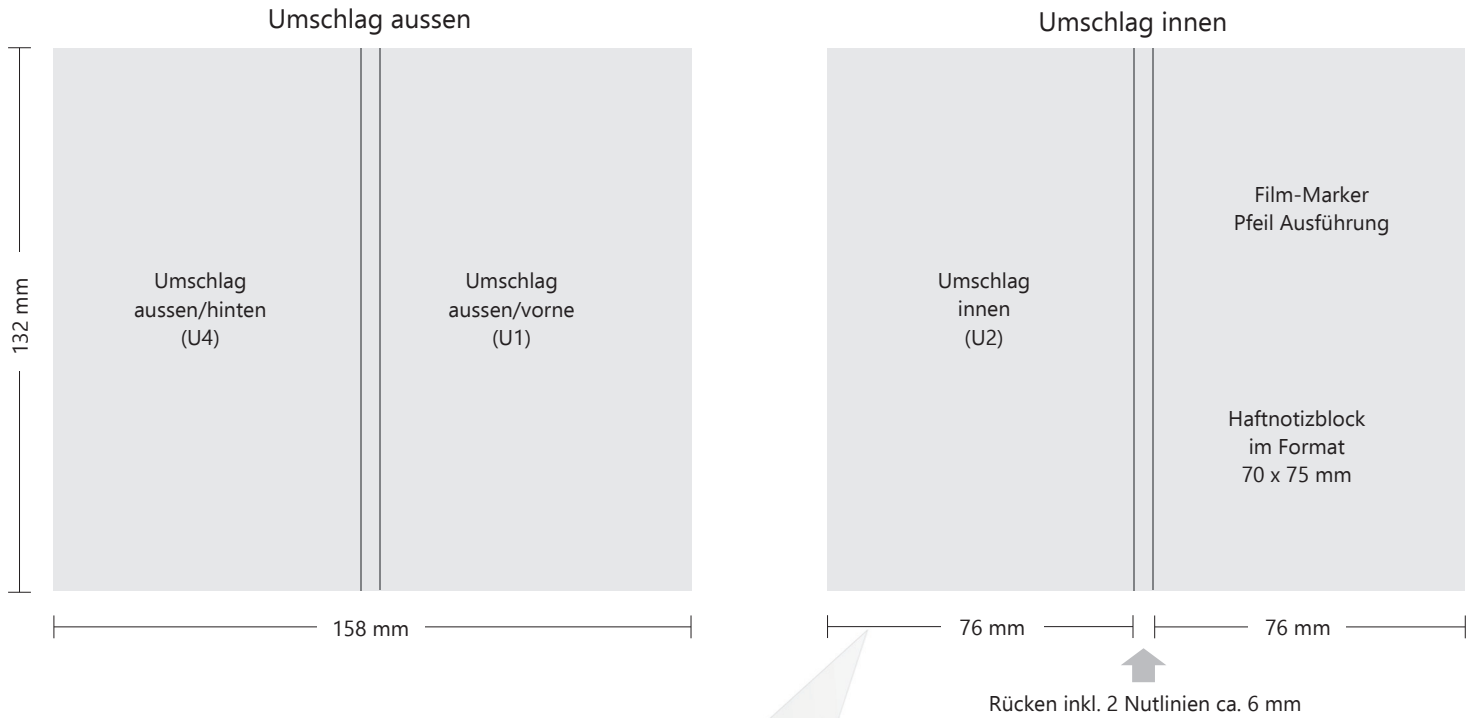 Umschlag aussen
132 mm
Umschlag
aussen/hinten
(U4)
Umschlag
aussen/vorne
(U1)
158 mm
Umschlag innen
Umschlag
innen
(U2)
Film-Marker
Pfeil Ausführung
Haftnotizblock
im Format
70 x 75 mm
76 mm
76 mm
Rücken inkl. 2 Nutlinien ca. 6 mm